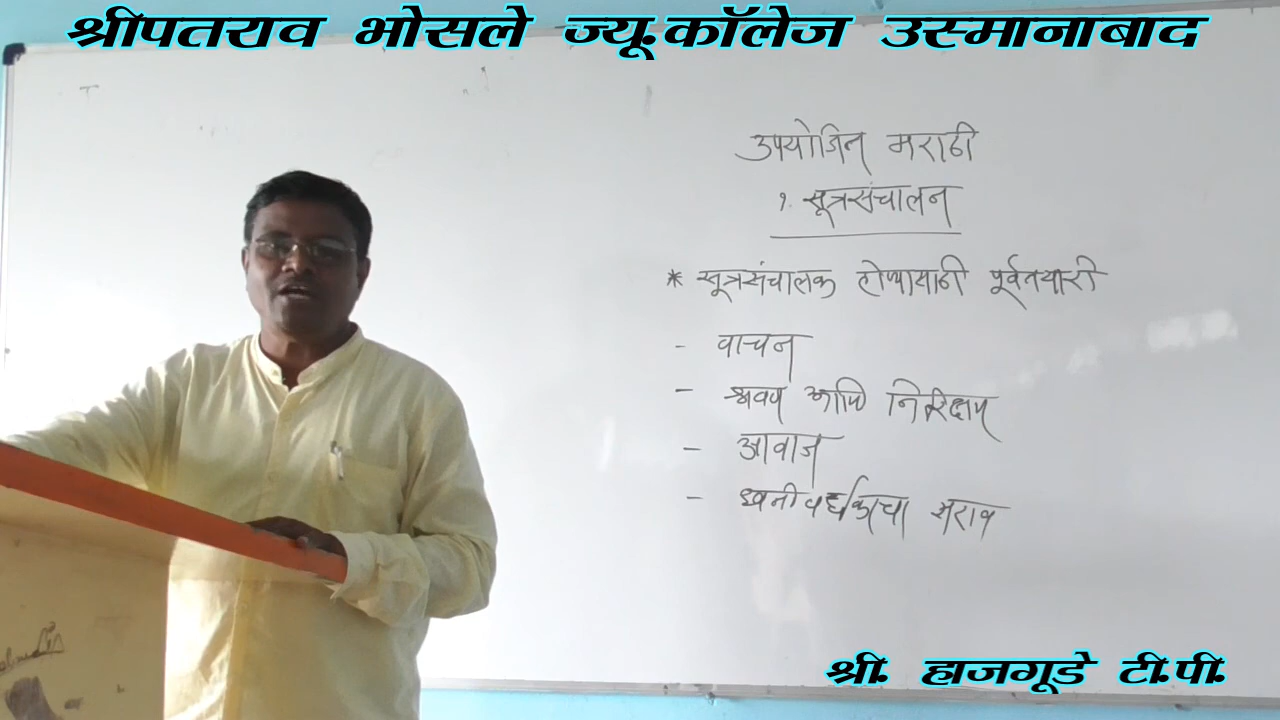 श्रीपतराव भोसले ज्यू.कॉलेज उस्मानाबाद
उपयोजित मराठी
१. सूत्रसंचालन
* सूत्रसंचालक होण्यासाठी पूर्वतयारी
- वाचन
- श्रवण आणि निरिक्षण
- आवाज
- ध्वनीवर्धकाचा सराव
श्री. हाजगूडे टी.पी.